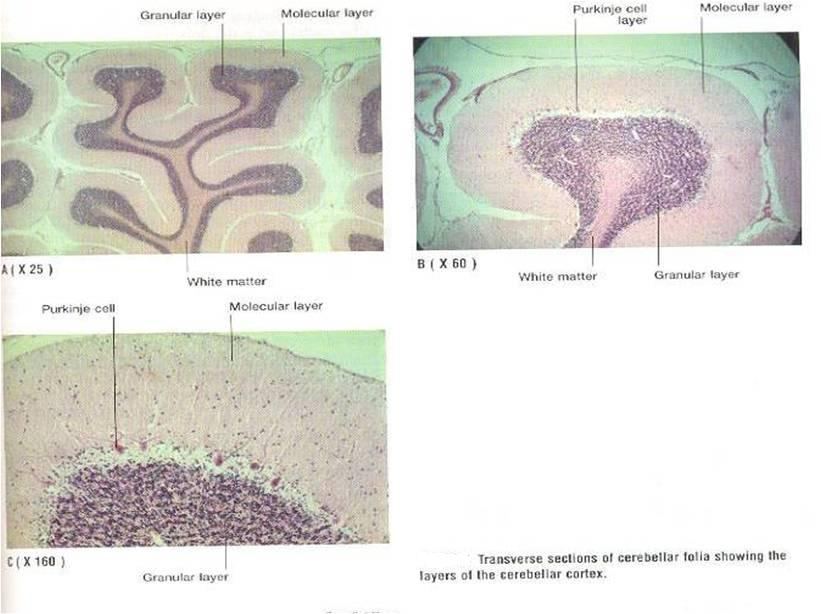 Granular layer
Molecular layer
A ( X 25 )
White matter
Purkinje cell
layer
Molecular layer
B ( X 60 )
White matter
Granular layer
Purkinje cell
Molecular layer
C ( X 160 )
Granular layer
Transverse sections of cerebellar folia showing the
layers of the cerebellar cortex.